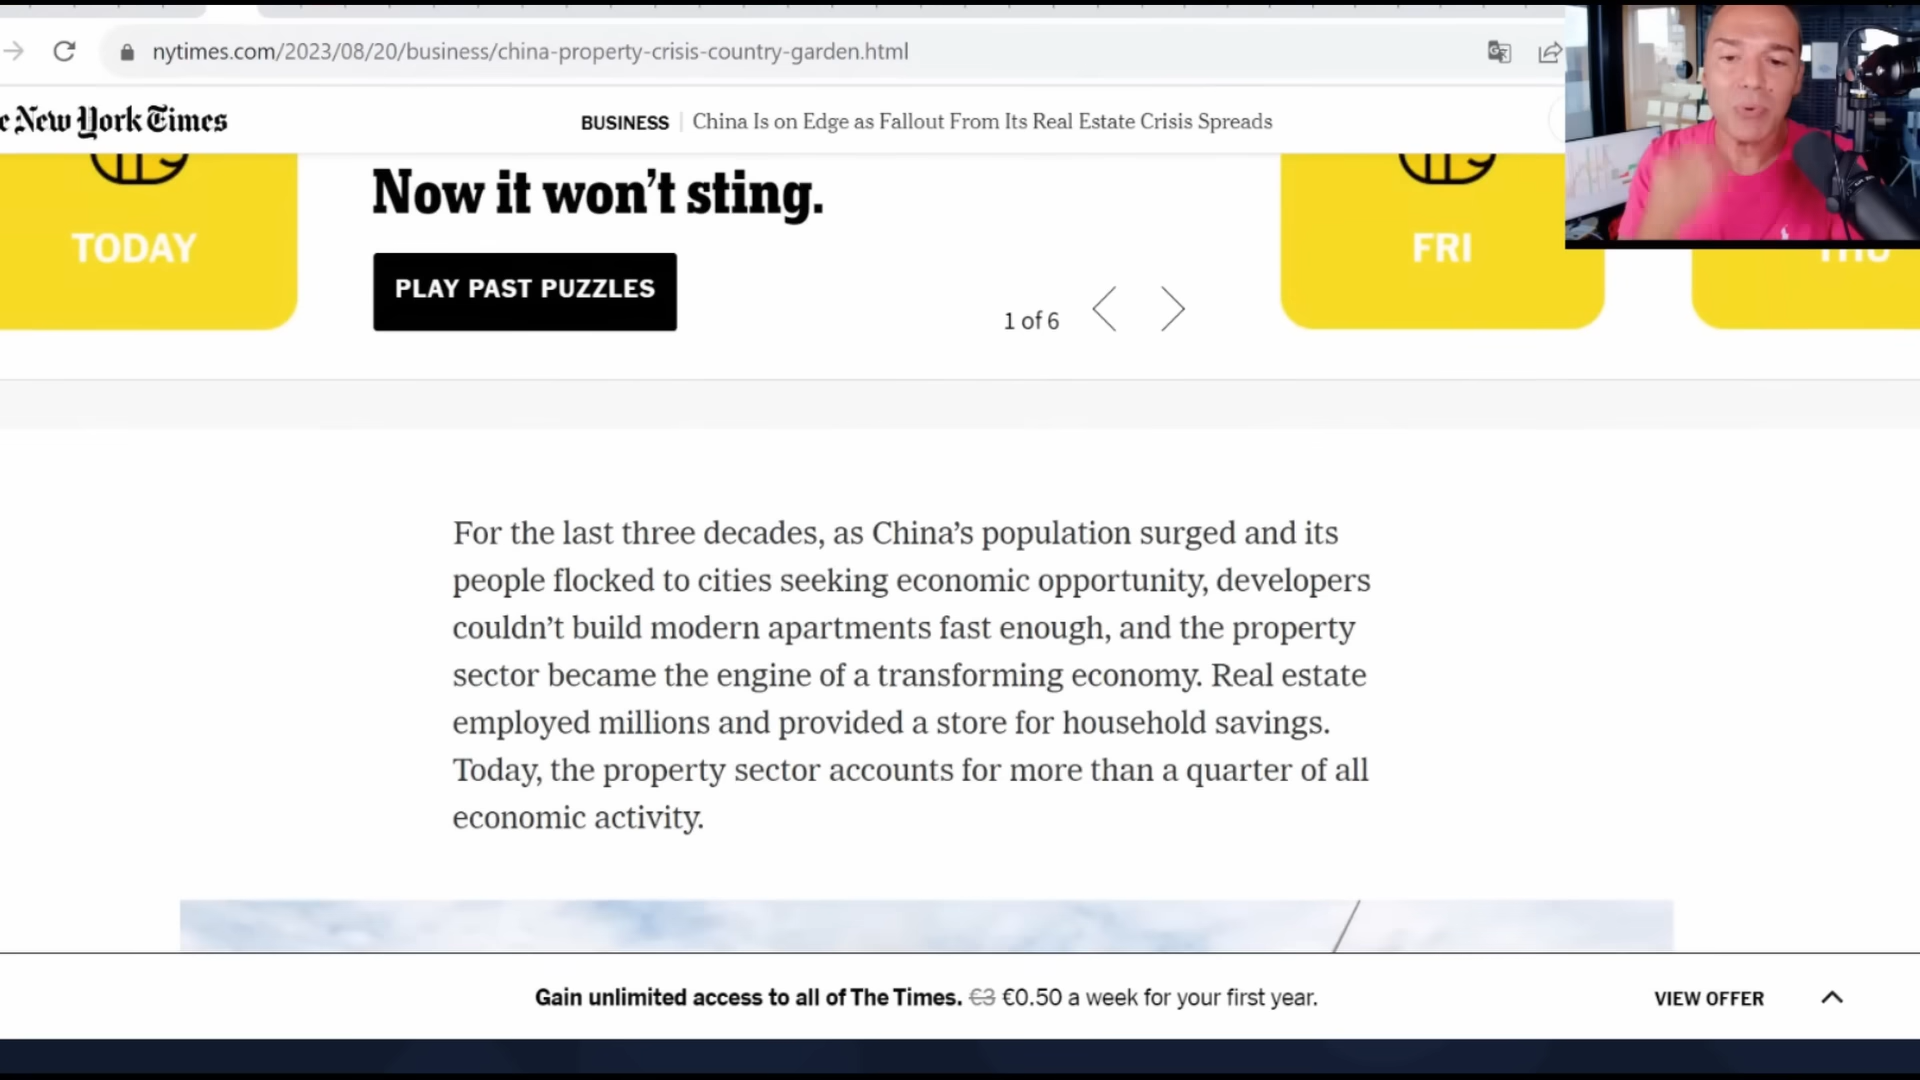 nytimes.com/2023/08/20/business/china-property-crisis-country-garden.html
e New York Times
BUSINESS | China Is on Edge as Fallout From Its Real Estate Crisis Spreads
Now it won’t sting.
TODAY
FRI
THU
PLAY PAST PUZZLES
1 of 6
For the last three decades, as China’s population surged and its
people flocked to cities seeking economic opportunity, developers
couldn’t build modern apartments fast enough, and the property
sector became the engine of a transforming economy. Real estate
employed millions and provided a store for household savings.
Today, the property sector accounts for more than a quarter of all
economic activity.
Gain unlimited access to all of The Times. €3 €0.50 a week for your first year.
VIEW OFFER